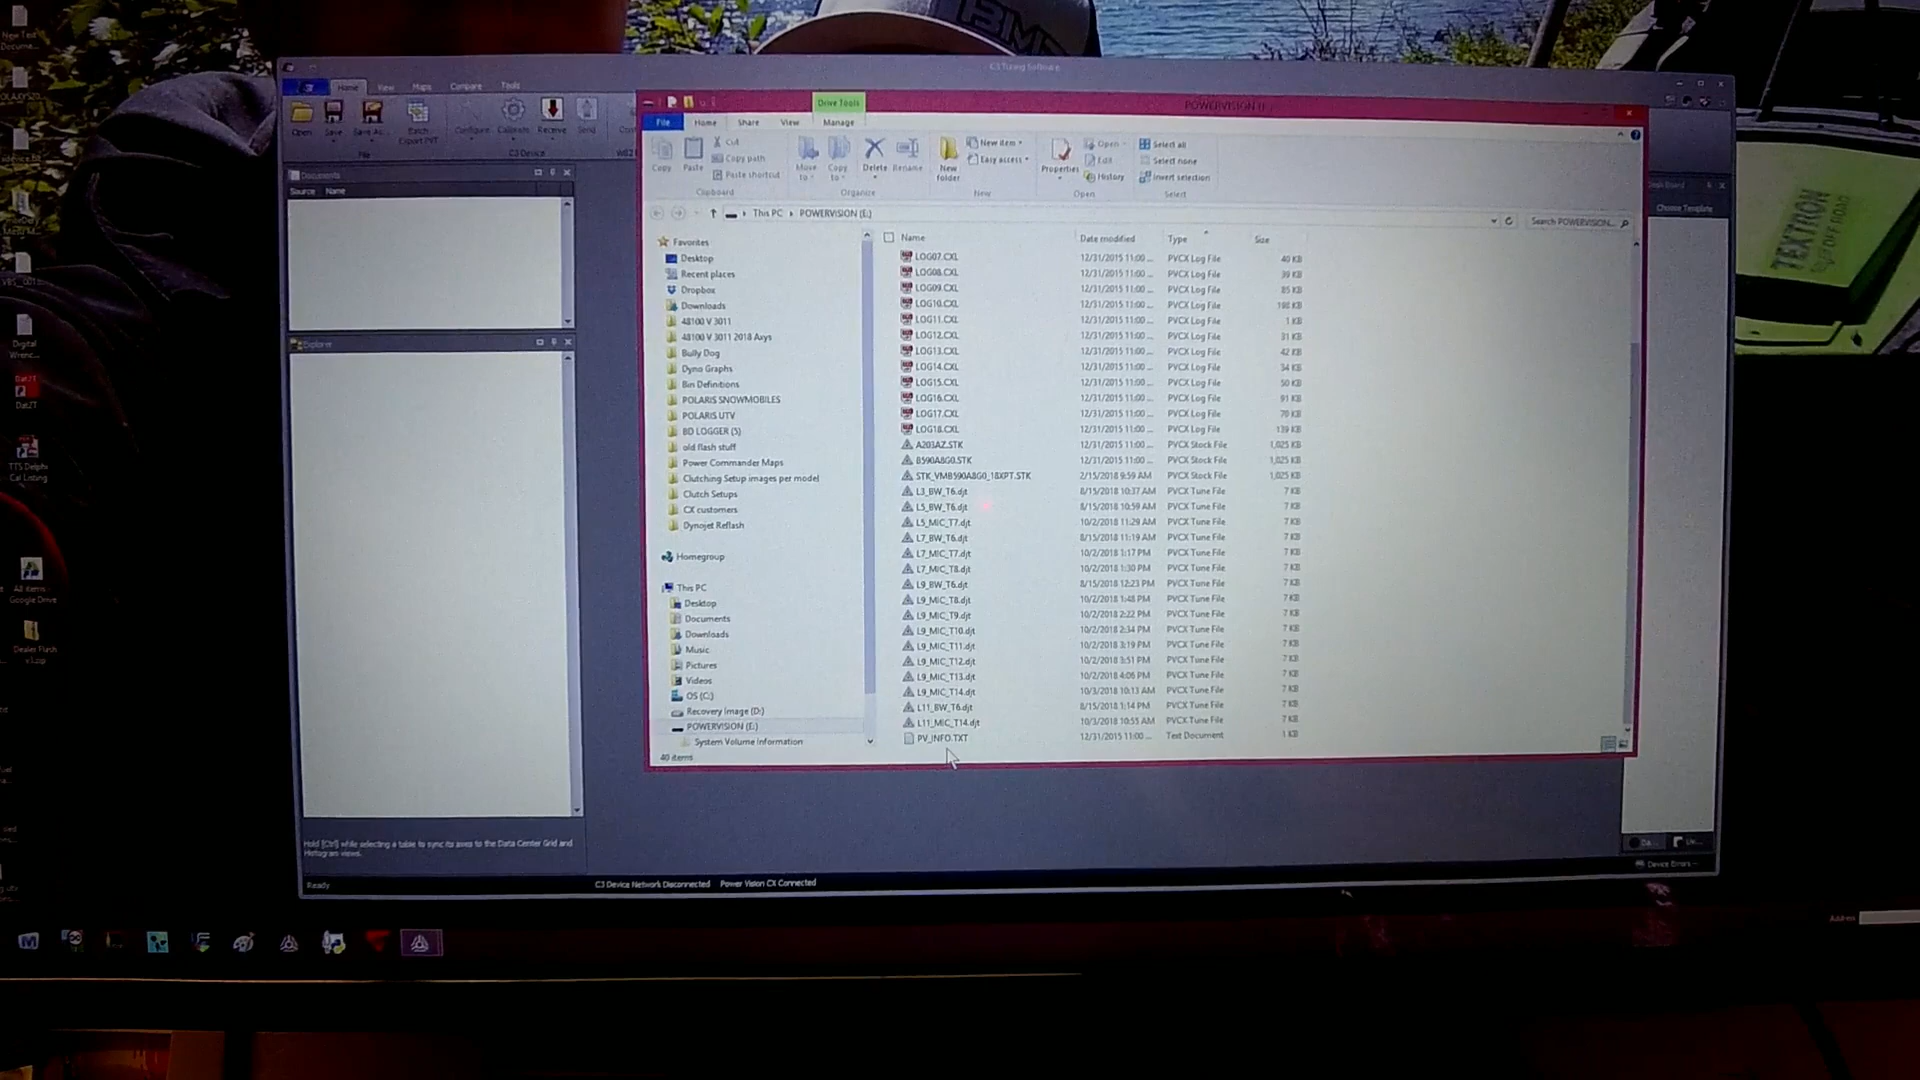 C3 Tuning Software
Home View Maps Compare Tools
Open Save Save As... Batch Export PVT Configure Calibrate Receive Send
File
C3 Device
Documents
Source Name
Explorer
Hold [Ctrl] while selecting a table to sync its axes to the Data Center Grid and
Histogram views.
Ready
C3 Device Network Disconnected Power Vision CX Connected
Device Errors
Choose Template
Drive Tools
POWERVISION (E:)
File Home Share View Manage
Copy Paste
Cut
Copy path
Paste shortcut
Clipboard
Move to Copy to Delete Rename
Organize
New folder
New item
Easy access
New
Properties
Open
Edit
History
Open
Select all
Select none
Invert selection
Select
This PC POWERVISION (E:)
Search POWERVISION...
Favorites
Desktop
Recent places
Dropbox
Downloads
48100 V 3011
48100 V 3011 2018 Axys
Bully Dog
Dyno Graphs
Bin Definitions
POLARIS SNOWMOBILES
POLARIS UTV
BD LOGGER (S)
old flash stuff
Power Commander Maps
Clutching Setup images per model
Clutch Setups
CX customers
Dynojet Reflash
Homegroup
This PC
Desktop
Documents
Downloads
Music
Pictures
Videos
OS (C:)
Recovery Image (D:)
POWERVISION (E:)
System Volume Information
40 items
Name Date modified Type Size
LOG07.CXL 12/31/2015 11:00 ... PVCX Log File 40 KB
LOG08.CXL 12/31/2015 11:00 ... PVCX Log File 39 KB
LOG09.CXL 12/31/2015 11:00 ... PVCX Log File 85 KB
LOG10.CXL 12/31/2015 11:00 ... PVCX Log File 198 KB
LOG11.CXL 12/31/2015 11:00 ... PVCX Log File 1 KB
LOG12.CXL 12/31/2015 11:00 ... PVCX Log File 31 KB
LOG13.CXL 12/31/2015 11:00 ... PVCX Log File 42 KB
LOG14.CXL 12/31/2015 11:00 ... PVCX Log File 34 KB
LOG15.CXL 12/31/2015 11:00 ... PVCX Log File 50 KB
LOG16.CXL 12/31/2015 11:00 ... PVCX Log File 91 KB
LOG17.CXL 12/31/2015 11:00 ... PVCX Log File 70 KB
LOG18.CXL 12/31/2015 11:00 ... PVCX Log File 139 KB
A203AZ.STK 12/31/2015 11:00 ... PVCX Stock File 1,025 KB
B590A8G0.STK 12/31/2015 11:00 ... PVCX Stock File 1,025 KB
STK_VMB590A8G0_18XPT.STK 2/15/2018 9:59 AM PVCX Stock File 1,025 KB
L3_BW_T6.djt 8/15/2018 10:37 AM PVCX Tune File 7 KB
L5_BW_T6.djt 8/15/2018 10:59 AM PVCX Tune File 7 KB
L5_MIC_T7.djt 10/2/2018 11:29 AM PVCX Tune File 7 KB
L7_BW_T6.djt 8/15/2018 11:19 AM PVCX Tune File 7 KB
L7_MIC_T7.djt 10/2/2018 1:17 PM PVCX Tune File 7 KB
L7_MIC_T8.djt 10/2/2018 1:30 PM PVCX Tune File 7 KB
L9_BW_T6.djt 8/15/2018 12:23 PM PVCX Tune File 7 KB
L9_MIC_T8.djt 10/2/2018 1:48 PM PVCX Tune File 7 KB
L9_MIC_T9.djt 10/2/2018 2:22 PM PVCX Tune File 7 KB
L9_MIC_T10.djt 10/2/2018 2:34 PM PVCX Tune File 7 KB
L9_MIC_T11.djt 10/2/2018 3:19 PM PVCX Tune File 7 KB
L9_MIC_T12.djt 10/2/2018 3:51 PM PVCX Tune File 7 KB
L9_MIC_T13.djt 10/2/2018 4:06 PM PVCX Tune File 7 KB
L9_MIC_T14.djt 10/3/2018 10:13 AM PVCX Tune File 7 KB
L11_BW_T6.djt 8/15/2018 1:14 PM PVCX Tune File 7 KB
L11_MIC_T14.djt 10/3/2018 10:55 AM PVCX Tune File 7 KB
PV_INFO.TXT 12/31/2015 11:00 ... Text Document 1 KB
TEXTRON
OFF ROAD
New Text
Docume...
Digital
Wrenc...
Dat2T
TTS Delphi
Cal Listing
All items
Google Drive
Dealer Flash
Address